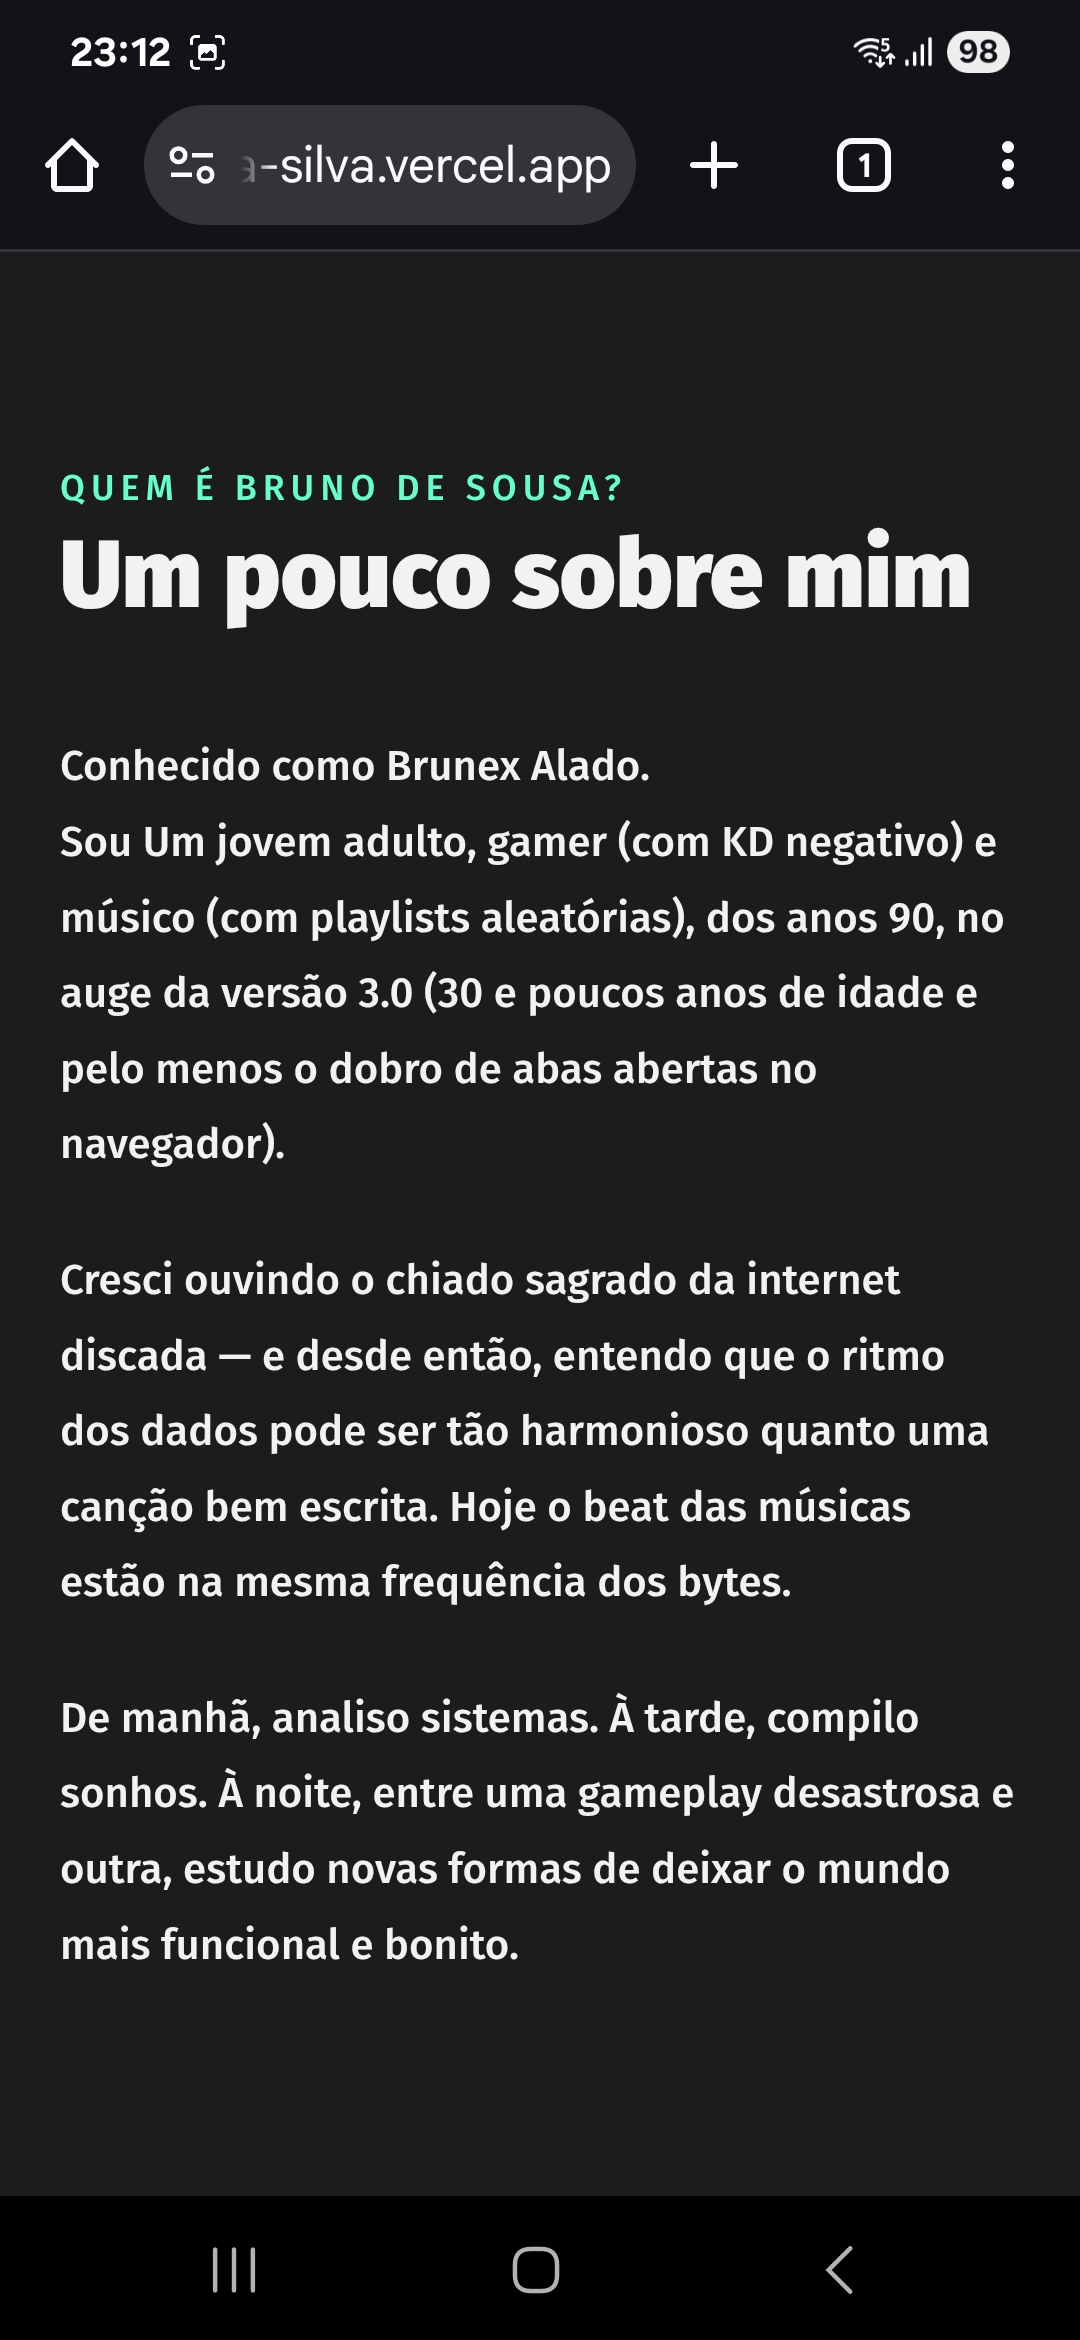 23:12
5
98
-silva.vercel.app
1
QUEM É BRUNO DE SOUSA?
Um pouco sobre mim
Conhecido como Brunex Alado.
Sou Um jovem adulto, gamer (com KD negativo) e
músico (com playlists aleatórias), dos anos 90, no
auge da versão 3.0 (30 e poucos anos de idade e
pelo menos o dobro de abas abertas no
navegador).
Cresci ouvindo o chiado sagrado da internet
discada — e desde então, entendo que o ritmo
dos dados pode ser tão harmonioso quanto uma
canção bem escrita. Hoje o beat das músicas
estão na mesma frequência dos bytes.
De manhã, analiso sistemas. À tarde, compilo
sonhos. À noite, entre uma gameplay desastrosa e
outra, estudo novas formas de deixar o mundo
mais funcional e bonito.